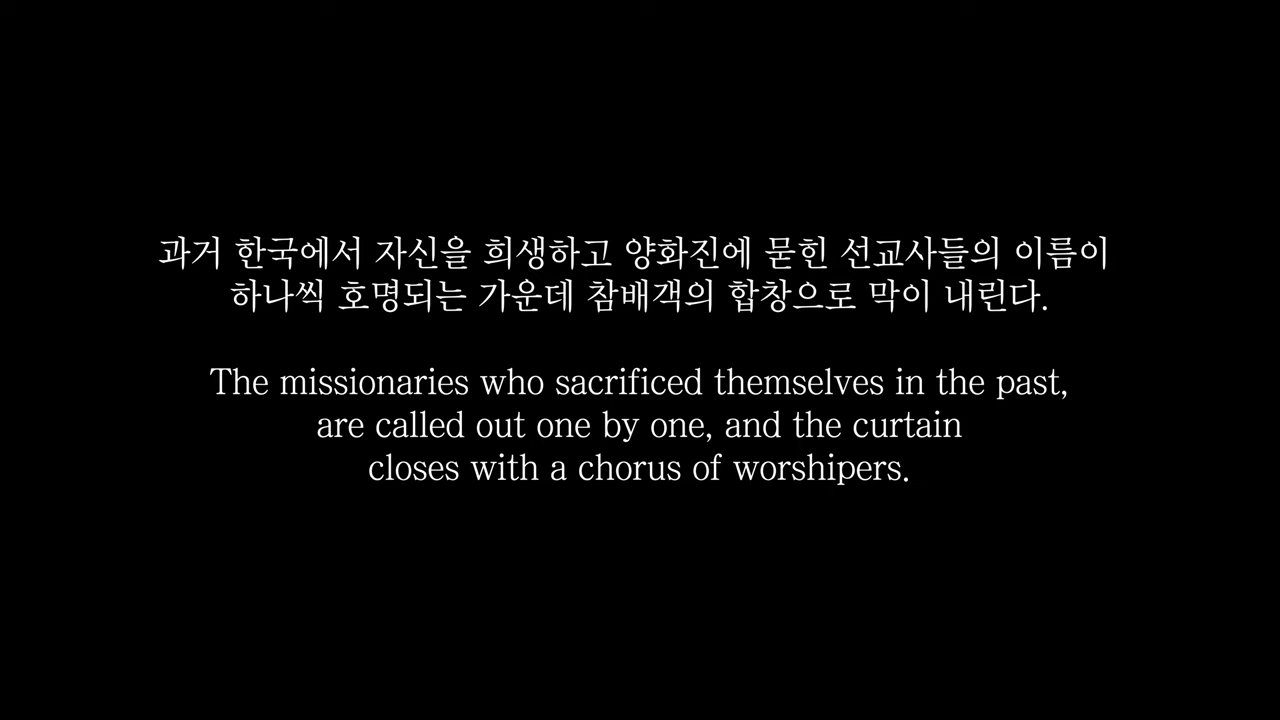 과거 한국에서 자신을 희생하고 양화진에 묻힌 선교사들의 이름이
하나씩 호명되는 가운데 참배객의 합창으로 막이 내린다.
The missionaries who sacrificed themselves in the past,
are called out one by one, and the curtain
closes with a chorus of worshipers.